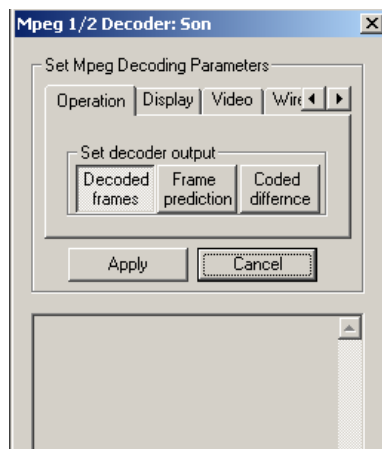 Mpeg 1/2 Decoder: Son
Set Mpeg Decoding Parameters
Operation Display Video
Set decoder output
Decoded frames
Frame prediction
Coded differnce
Apply Cancel